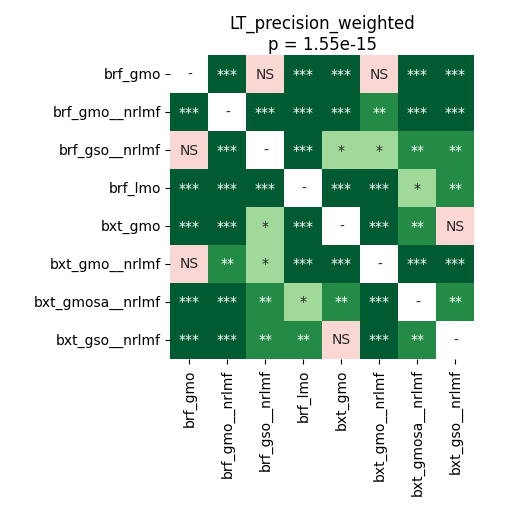 LT_precision_weighted
p = 1.55e-15
brf_gmo - *** NS *** *** NS *** ***
brf_gmo__nrlmf *** - *** *** *** ** *** ***
brf_gso__nrlmf NS *** - *** * * ** **
brf_lmo *** *** *** - *** *** * **
bxt_gmo *** *** * *** - *** ** NS
bxt_gmo__nrlmf NS ** * *** *** - *** ***
bxt_gmosa__nrlmf *** *** ** * ** *** - **
bxt_gso__nrlmf *** *** ** ** NS *** ** -
brf_gmo
brf_gmo__nrlmf
brf_gso__nrlmf
brf_lmo
bxt_gmo
bxt_gmo__nrlmf
bxt_gmosa__nrlmf
bxt_gso__nrlmf